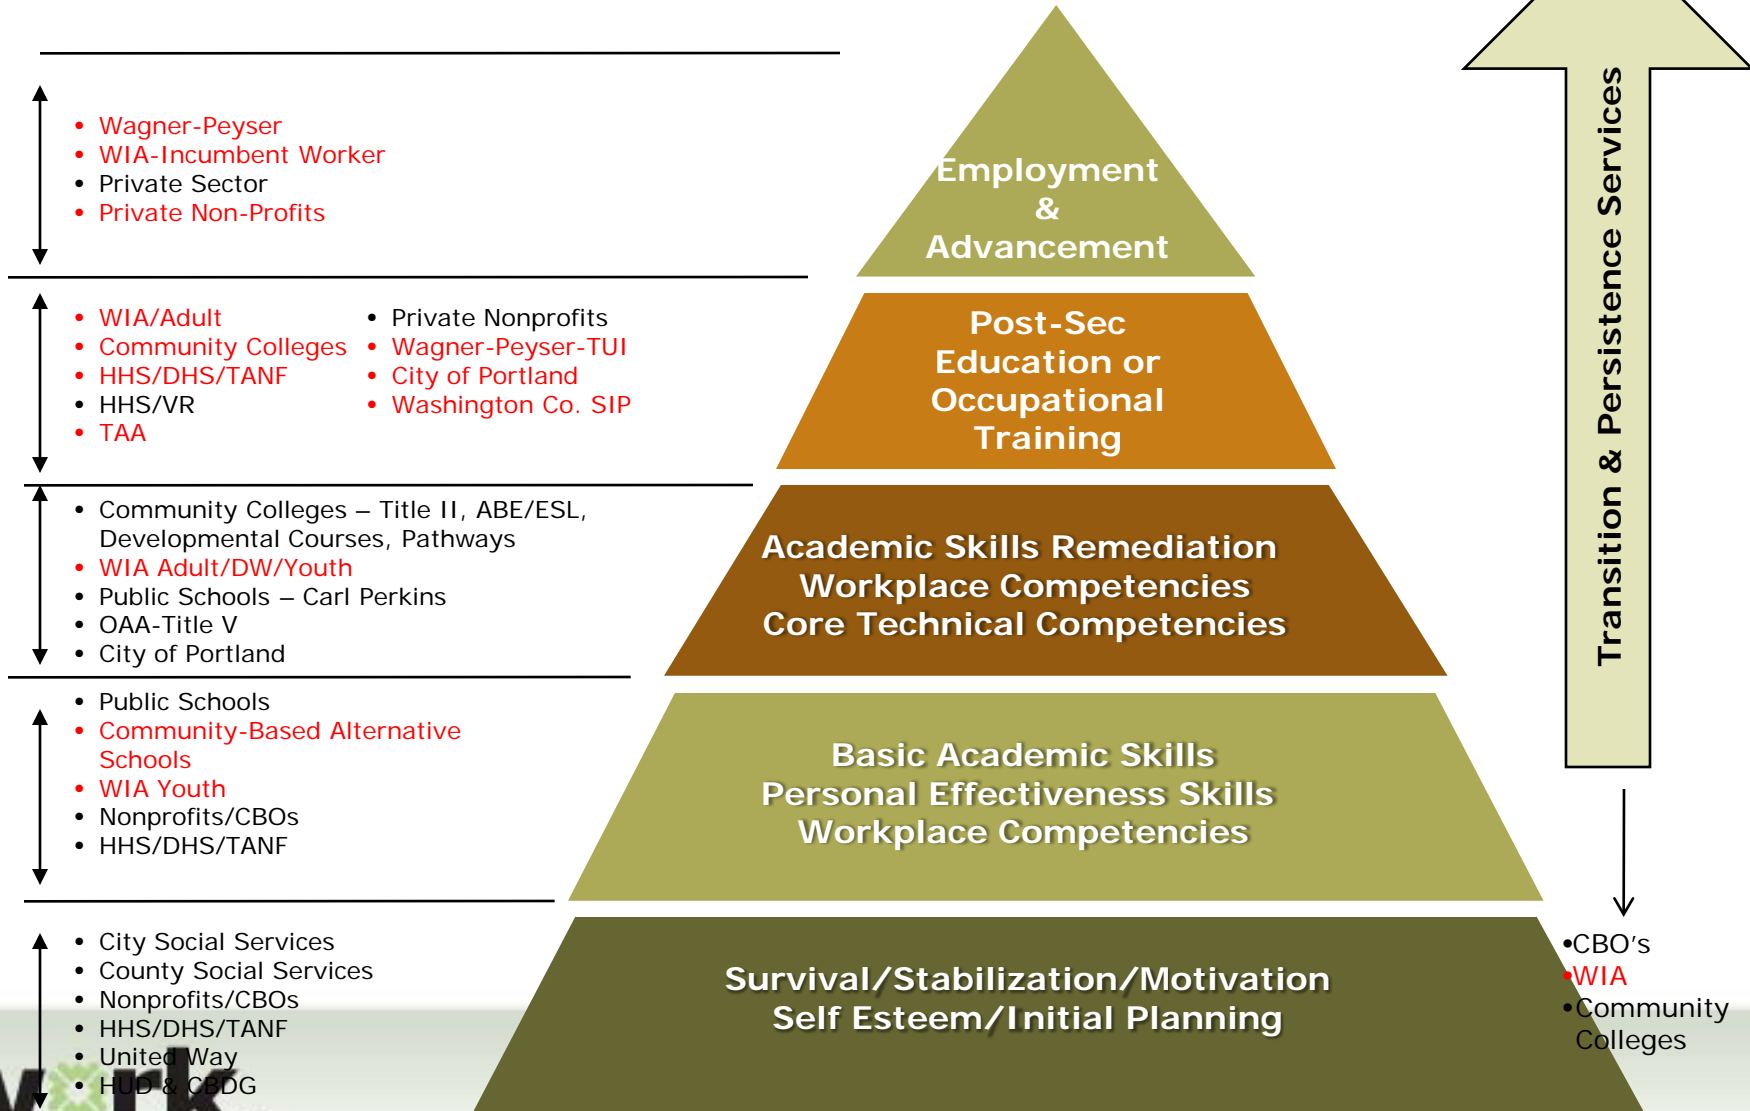 • Wagner-Peyser
• WIA-Incumbent Worker
• Private Sector
• Private Non-Profits
Employment
&
Advancement
• WIA/Adult
• Community Colleges
• HHS/DHS/TANF
• HHS/VR
• TAA
• Private Nonprofits
• Wagner-Peyser-TUI
• City of Portland
• Washington Co. SIP
Post-Sec
Education or
Occupational
Training
• Community Colleges – Title II, ABE/ESL,
Developmental Courses, Pathways
• WIA Adult/DW/Youth
• Public Schools – Carl Perkins
• OAA-Title V
• City of Portland
Academic Skills Remediation
Workplace Competencies
Core Technical Competencies
• Public Schools
• Community-Based Alternative
Schools
• WIA Youth
• Nonprofits/CBOs
• HHS/DHS/TANF
Basic Academic Skills
Personal Effectiveness Skills
Workplace Competencies
• City Social Services
• County Social Services
• Nonprofits/CBOs
• HHS/DHS/TANF
• United Way
• HUD & CBDG
Survival/Stabilization/Motivation
Self Esteem/Initial Planning
Transition & Persistence Services
•CBO's
•WIA
•Community
Colleges
work